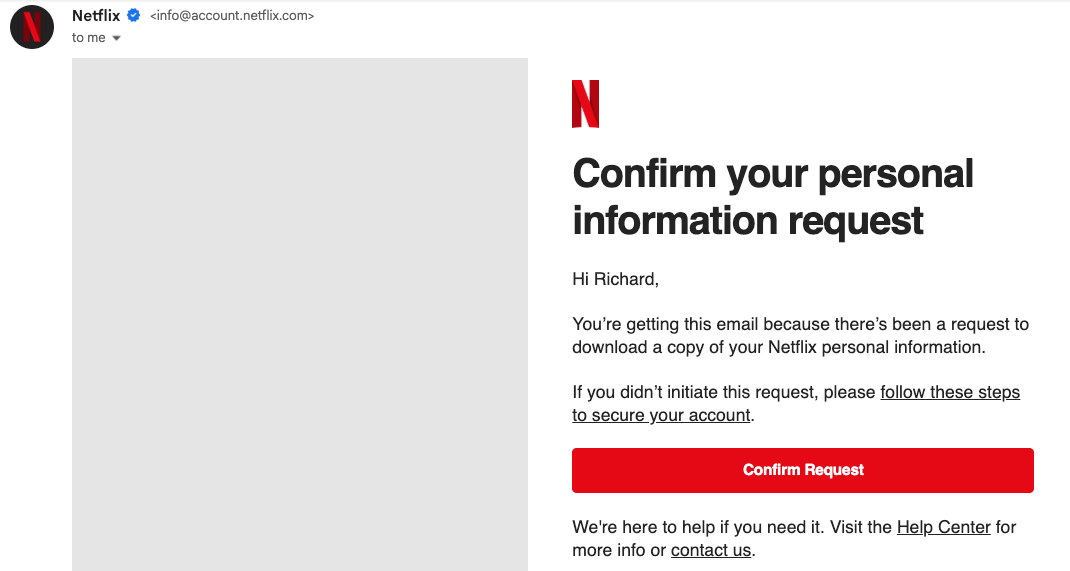 Netflix <info@account.netflix.com>
to me
Confirm your personal
information request
Hi Richard,
You’re getting this email because there’s been a request to
download a copy of your Netflix personal information.
If you didn’t initiate this request, please follow these steps
to secure your account.
Confirm Request
We're here to help if you need it. Visit the Help Center for
more info or contact us.